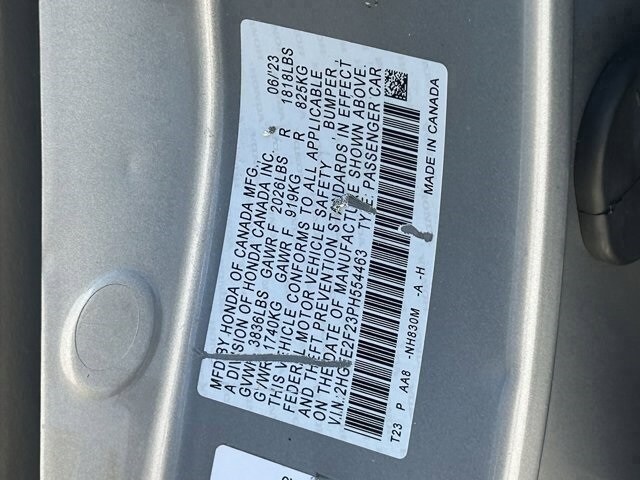 MFD BY HONDA OF CANADA MFG., 06/'23
A DIVISION OF HONDA CANADA INC.
GVWR 3836LBS GAWR F 2026LBS R 1818LBS
G/WR 1740KG GAWR F 919KG R 825KG
THIS VEHICLE CONFORMS TO ALL APPLICABLE
FEDERAL MOTOR VEHICLE SAFETY, BUMPER,
AND THEFT PREVENTION STANDARDS IN EFFECT
ON THE DATE OF MANUFACTURE SHOWN ABOVE.
V.I.N.: 2HGFE2F23PH554463 TYPE: PASSENGER CAR
T23 P AA8 -NH830M -A -H MADE IN CANADA